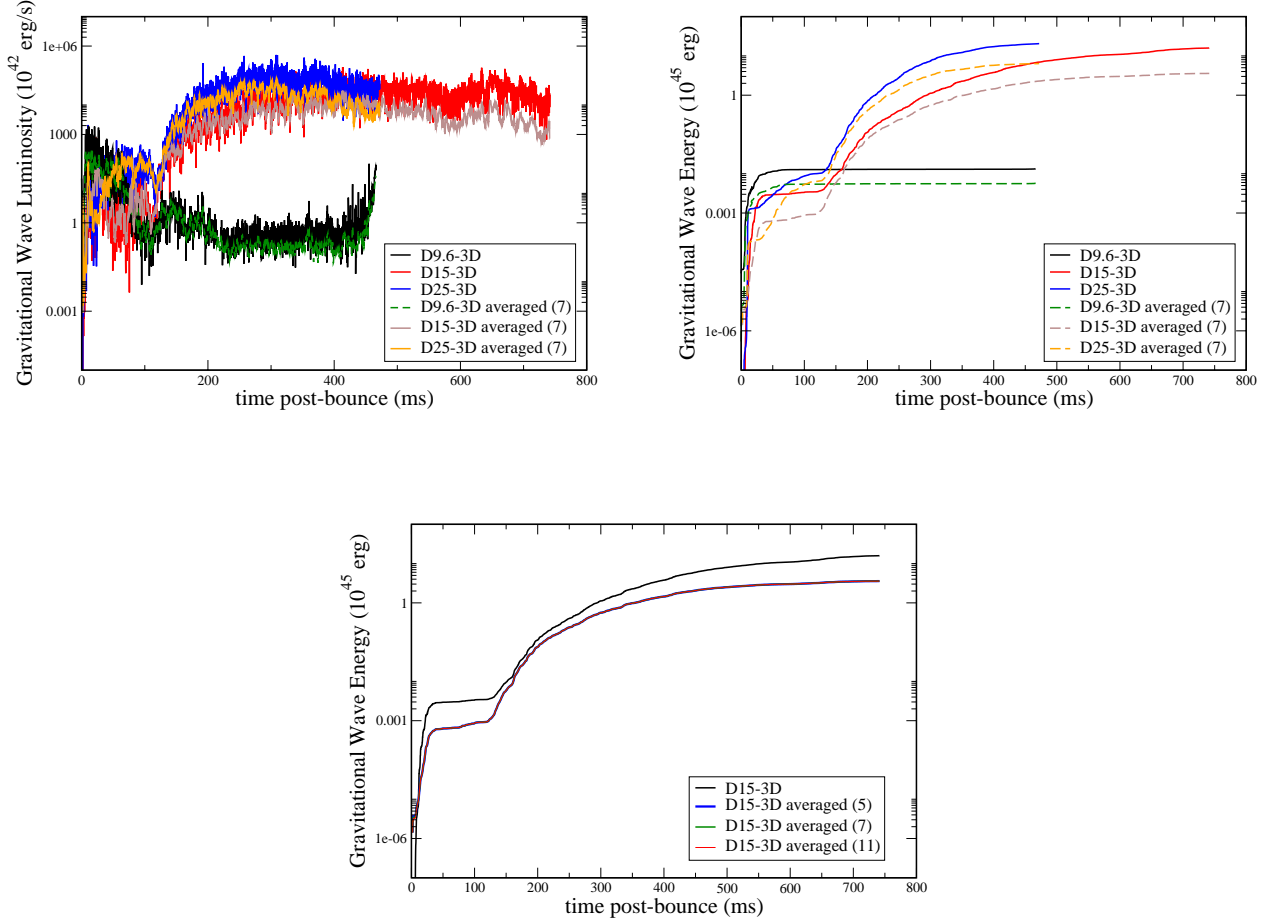 Gravitational Wave Luminosity (10^42 erg/s)
1e+06
1000
1
0.001
0 200 400 600 800
time post-bounce (ms)
D9.6-3D
D15-3D
D25-3D
D9.6-3D averaged (7)
D15-3D averaged (7)
D25-3D averaged (7)
Gravitational Wave Energy (10^45 erg)
1
0.001
1e-06
0 100 200 300 400 500 600 700 800
time post-bounce (ms)
D9.6-3D
D15-3D
D25-3D
D9.6-3D averaged (7)
D15-3D averaged (7)
D25-3D averaged (7)
Gravitational Wave Energy (10^45 erg)
1
0.001
1e-06
0 100 200 300 400 500 600 700 800
time post-bounce (ms)
D15-3D
D15-3D averaged (5)
D15-3D averaged (7)
D15-3D averaged (11)